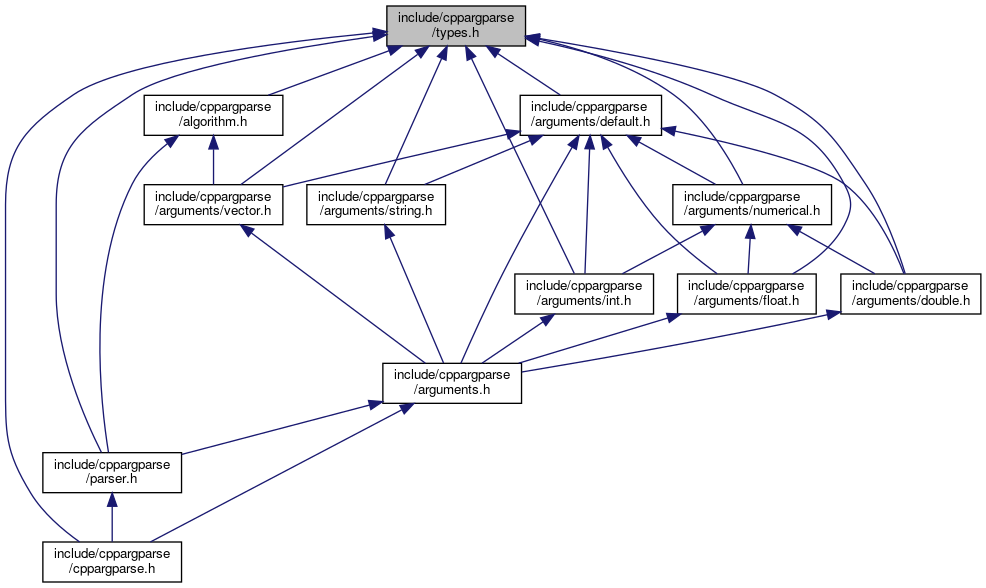 include/cppargparse
/types.h
include/cppargparse
/algorithm.h
include/cppargparse
/arguments/default.h
include/cppargparse
/arguments/vector.h
include/cppargparse
/arguments/string.h
include/cppargparse
/arguments/numerical.h
include/cppargparse
/arguments/int.h
include/cppargparse
/arguments/float.h
include/cppargparse
/arguments/double.h
include/cppargparse
/arguments.h
include/cppargparse
/parser.h
include/cppargparse
/cppargparse.h